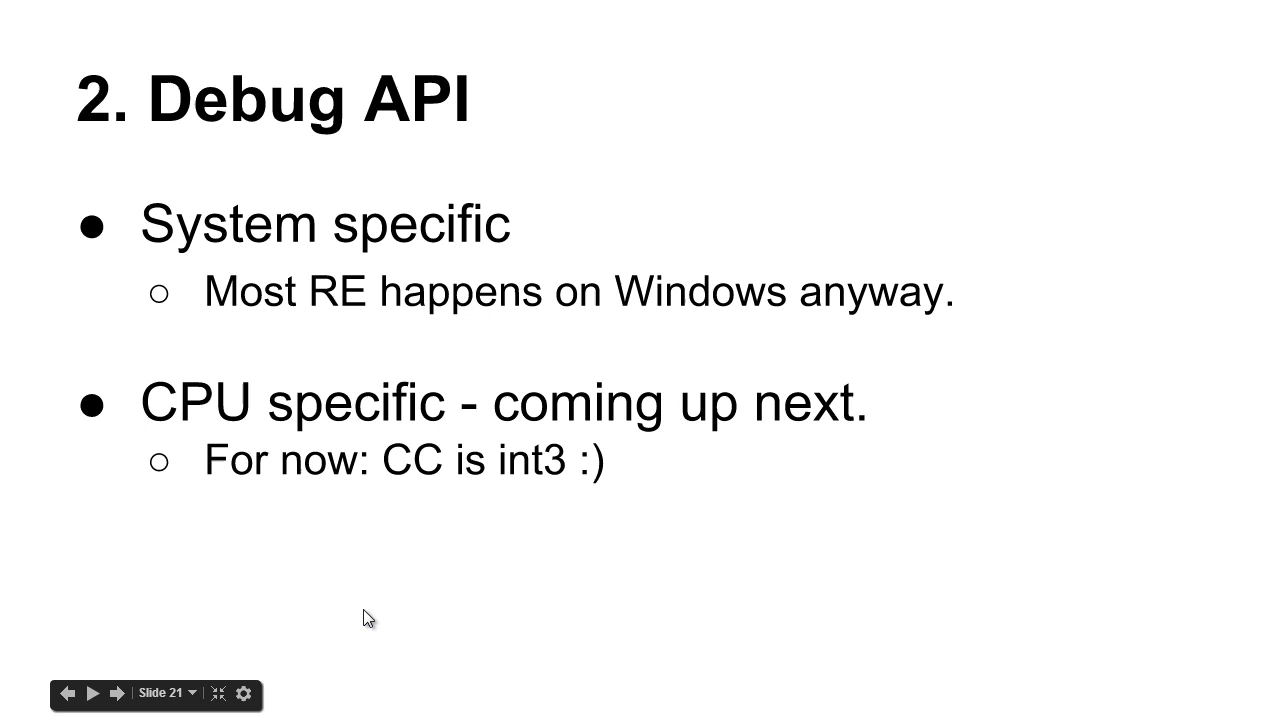 2. Debug API
● System specific
○ Most RE happens on Windows anyway.
● CPU specific - coming up next.
○ For now: CC is int3 :)
Slide 21